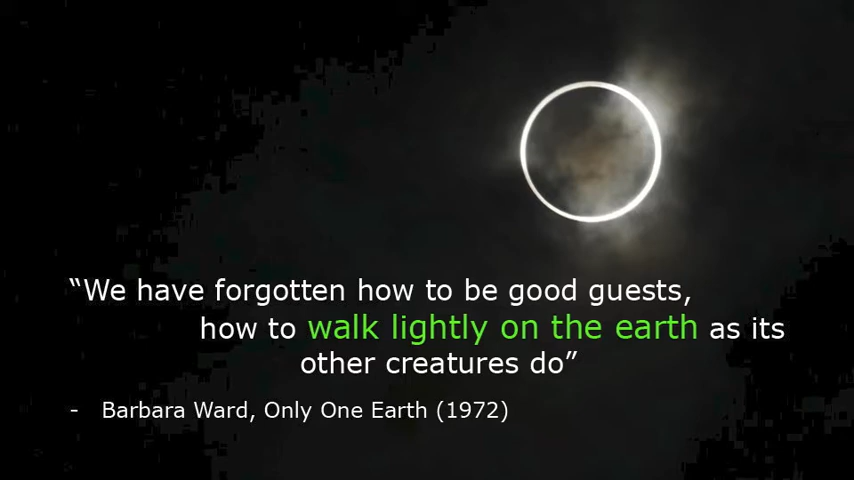 “We have forgotten how to be good guests,
how to walk lightly on the earth as its
other creatures do”
- Barbara Ward, Only One Earth (1972)